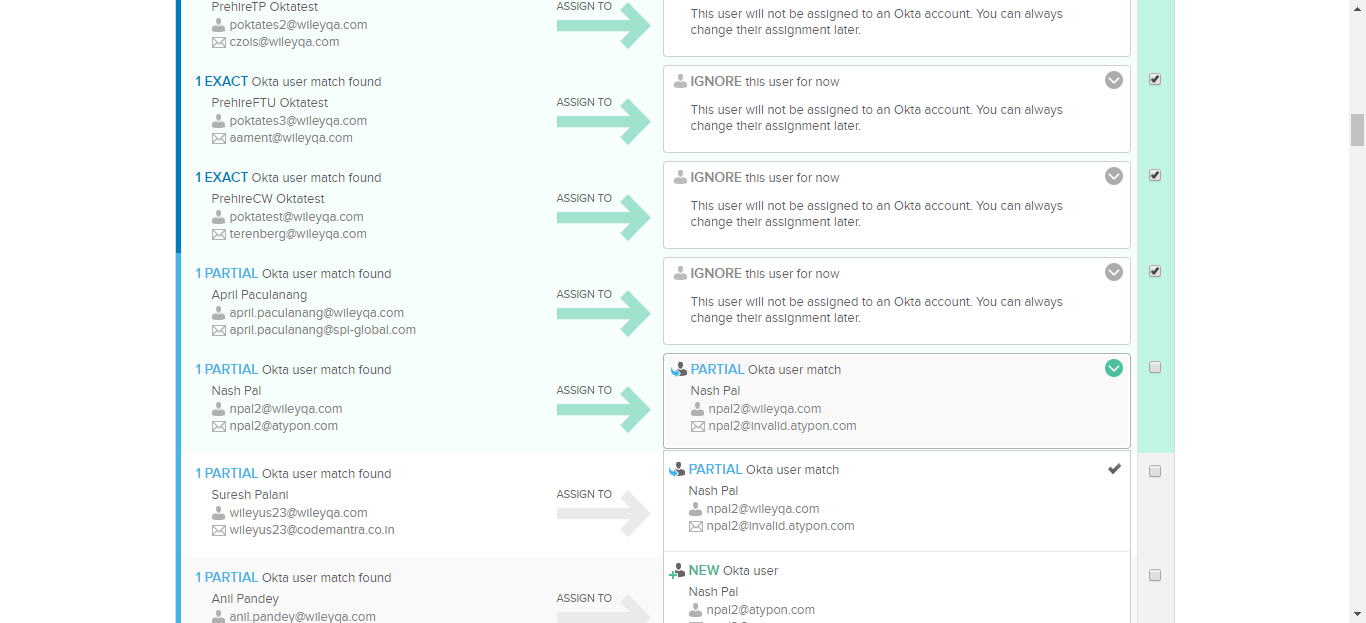 PrehireTP Oktatest
poktates2@wileyqa.com
czois@wileyqa.com
ASSIGN TO
This user will not be assigned to an Okta account. You can always
change their assignment later.
1 EXACT Okta user match found
PrehireFTU Oktatest
poktates3@wileyqa.com
aament@wileyqa.com
ASSIGN TO
IGNORE this user for now
This user will not be assigned to an Okta account. You can always
change their assignment later.
1 EXACT Okta user match found
PrehireCW Oktatest
poktatest@wileyqa.com
terenberg@wileyqa.com
ASSIGN TO
IGNORE this user for now
This user will not be assigned to an Okta account. You can always
change their assignment later.
1 PARTIAL Okta user match found
April Paculanang
april.paculanang@wileyqa.com
april.paculanang@spi-global.com
ASSIGN TO
IGNORE this user for now
This user will not be assigned to an Okta account. You can always
change their assignment later.
1 PARTIAL Okta user match found
Nash Pal
npal2@wileyqa.com
npal2@atypon.com
ASSIGN TO
PARTIAL Okta user match
Nash Pal
npal2@wileyqa.com
npal2@invalid.atypon.com
1 PARTIAL Okta user match found
Suresh Palani
wileyus23@wileyqa.com
wileyus23@codemantra.co.in
ASSIGN TO
PARTIAL Okta user match
Nash Pal
npal2@wileyqa.com
npal2@invalid.atypon.com
1 PARTIAL Okta user match found
Anil Pandey
anil.pandey@wileyqa.com
ASSIGN TO
NEW Okta user
Nash Pal
npal2@atypon.com